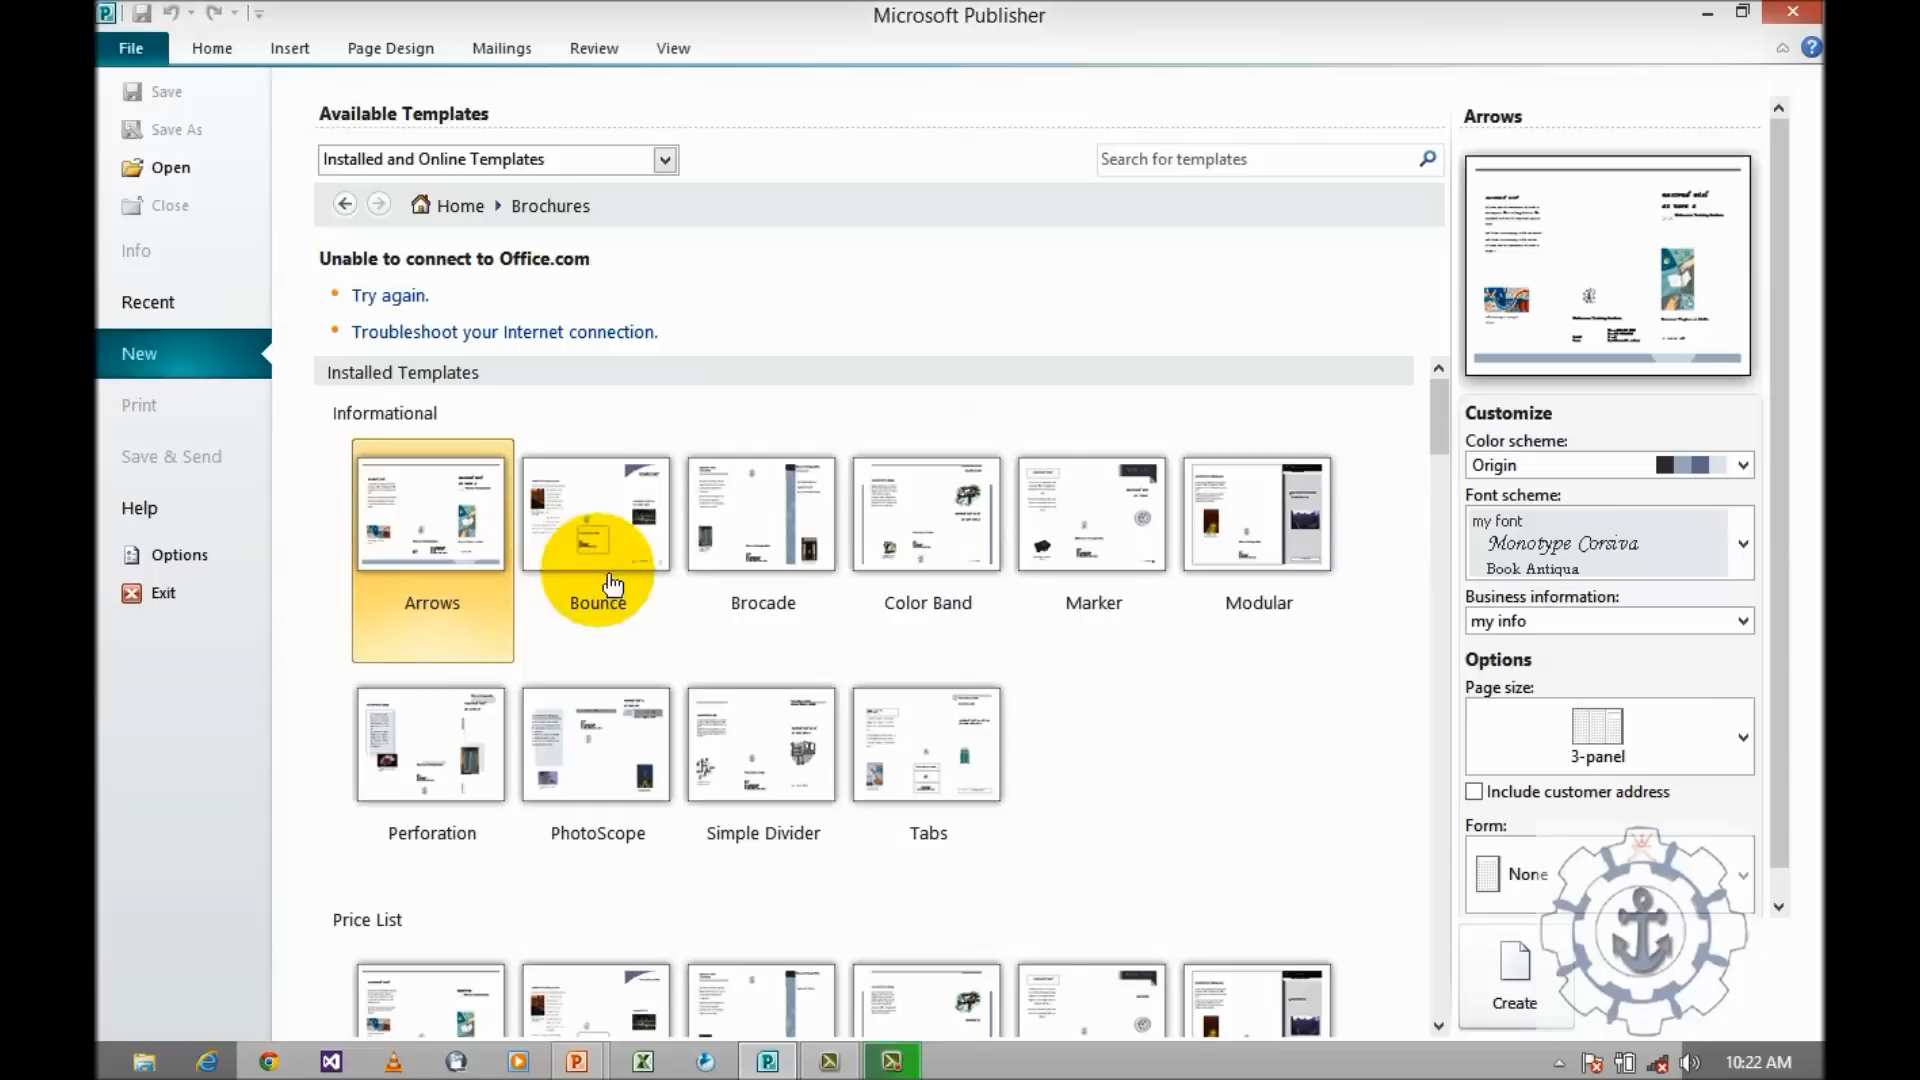 Microsoft Publisher
File
Home
Insert
Page Design
Mailings
Review
View
Save
Save As
Open
Close
Info
Recent
New
Print
Save & Send
Help
Options
Exit
Available Templates
Installed and Online Templates
Search for templates
Home
Brochures
Unable to connect to Office.com
Try again.
Troubleshoot your Internet connection.
Installed Templates
Informational
Arrows
Bounce
Brocade
Color Band
Marker
Modular
Perforation
PhotoScope
Simple Divider
Tabs
Price List
Arrows
Customize
Color scheme:
Origin
Font scheme:
my font
Monotype Corsiva
Book Antiqua
Business information:
my info
Options
Page size:
3-panel
Include customer address
Form:
None
Create
10:22 AM